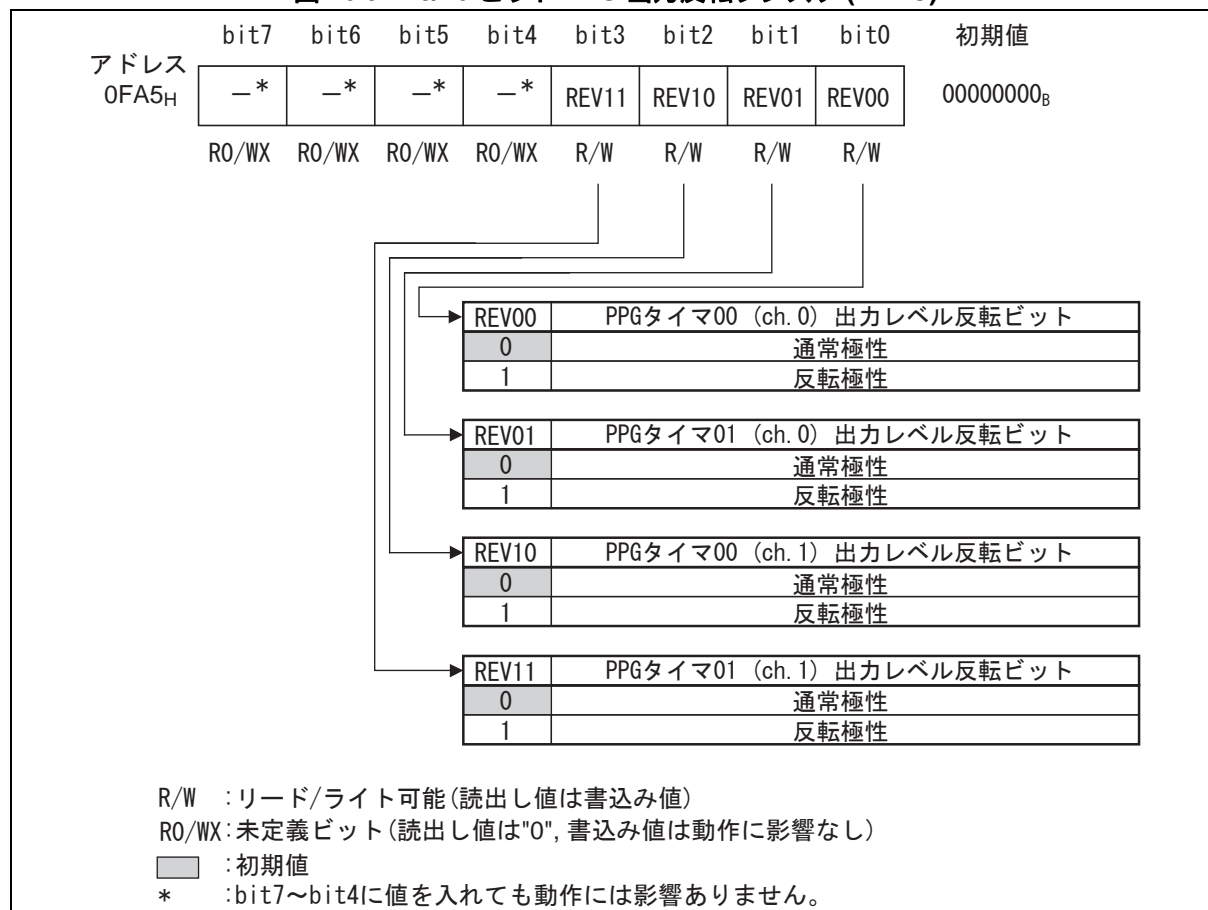 bit7 bit6 bit5 bit4 bit3 bit2 bit1 bit0 初期値
アドレス
0FA5H －* －* －* －* REV11 REV10 REV01 REV00 00000000B
R0/WX R0/WX R0/WX R0/WX R/W R/W R/W R/W
REV00 PPGタイマ00 (ch.0) 出力レベル反転ビット
0 通常極性
1 反転極性
REV01 PPGタイマ01 (ch.0) 出力レベル反転ビット
0 通常極性
1 反転極性
REV10 PPGタイマ00 (ch.1) 出力レベル反転ビット
0 通常極性
1 反転極性
REV11 PPGタイマ01 (ch.1) 出力レベル反転ビット
0 通常極性
1 反転極性
R/W :リード/ライト可能(読出し値は書込み値)
R0/WX:未定義ビット(読出し値は"0", 書込み値は動作に影響なし)
:初期値
* :bit7～bit4に値を入れても動作には影響ありません。